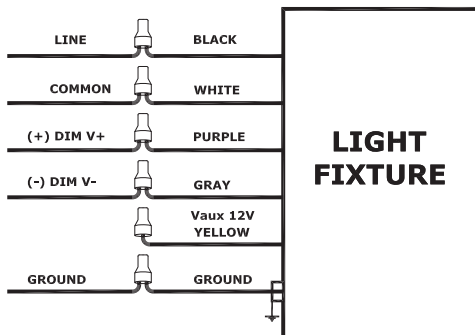 LINE BLACK
COMMON WHITE
(+) DIM V+ PURPLE
(-) DIM V- GRAY
Vaux 12V
YELLOW
GROUND GROUND
LIGHT
FIXTURE